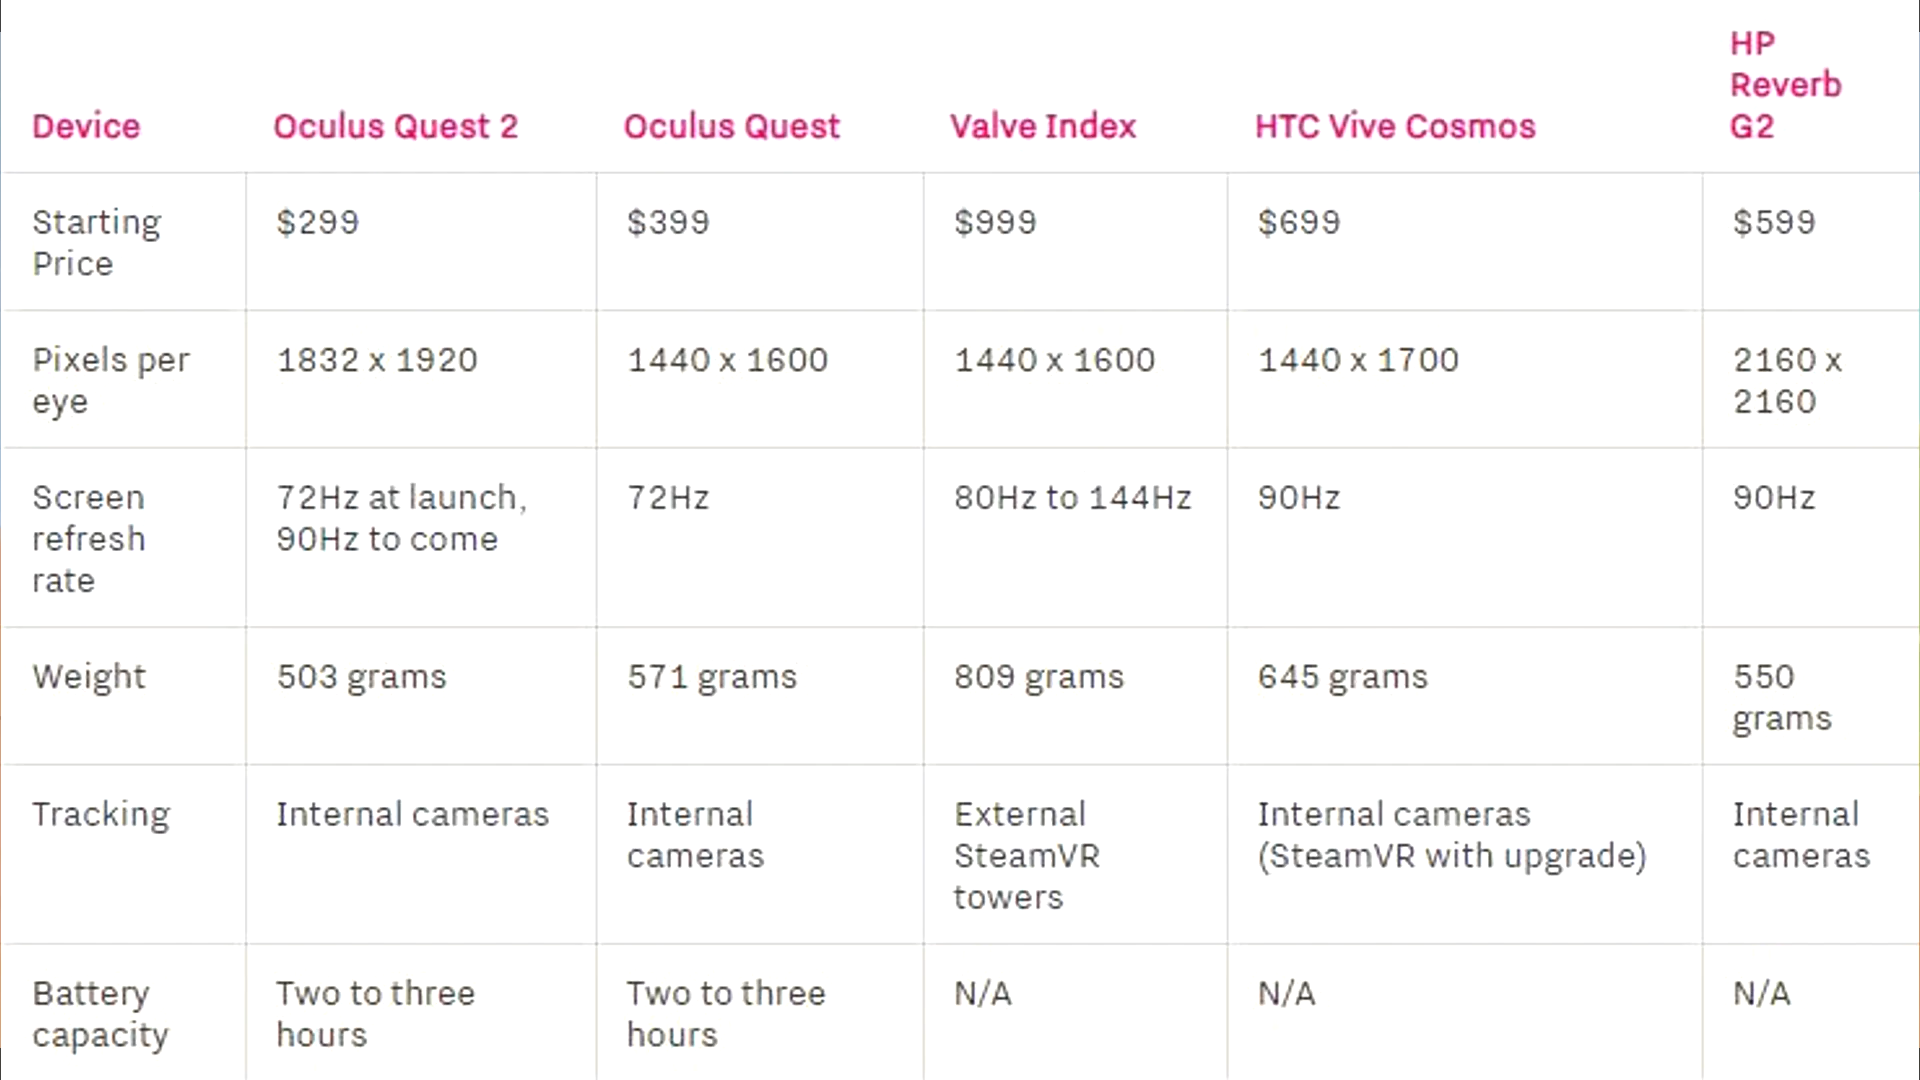 Device Oculus Quest 2 Oculus Quest Valve Index HTC Vive Cosmos HP
Reverb
G2
Starting
Price
$299
$399
$999
$699
$599
Pixels per
eye
1832 x 1920
1440 x 1600
1440 x 1600
1440 x 1700
2160 x
2160
Screen
refresh
rate
72Hz at launch,
90Hz to come
72Hz
80Hz to 144Hz
90Hz
90Hz
Weight
503 grams
571 grams
809 grams
645 grams
550
grams
Tracking
Internal cameras
Internal
cameras
External
SteamVR
towers
Internal cameras
(SteamVR with upgrade)
Internal
cameras
Battery
capacity
Two to three
hours
Two to three
hours
N/A
N/A
N/A